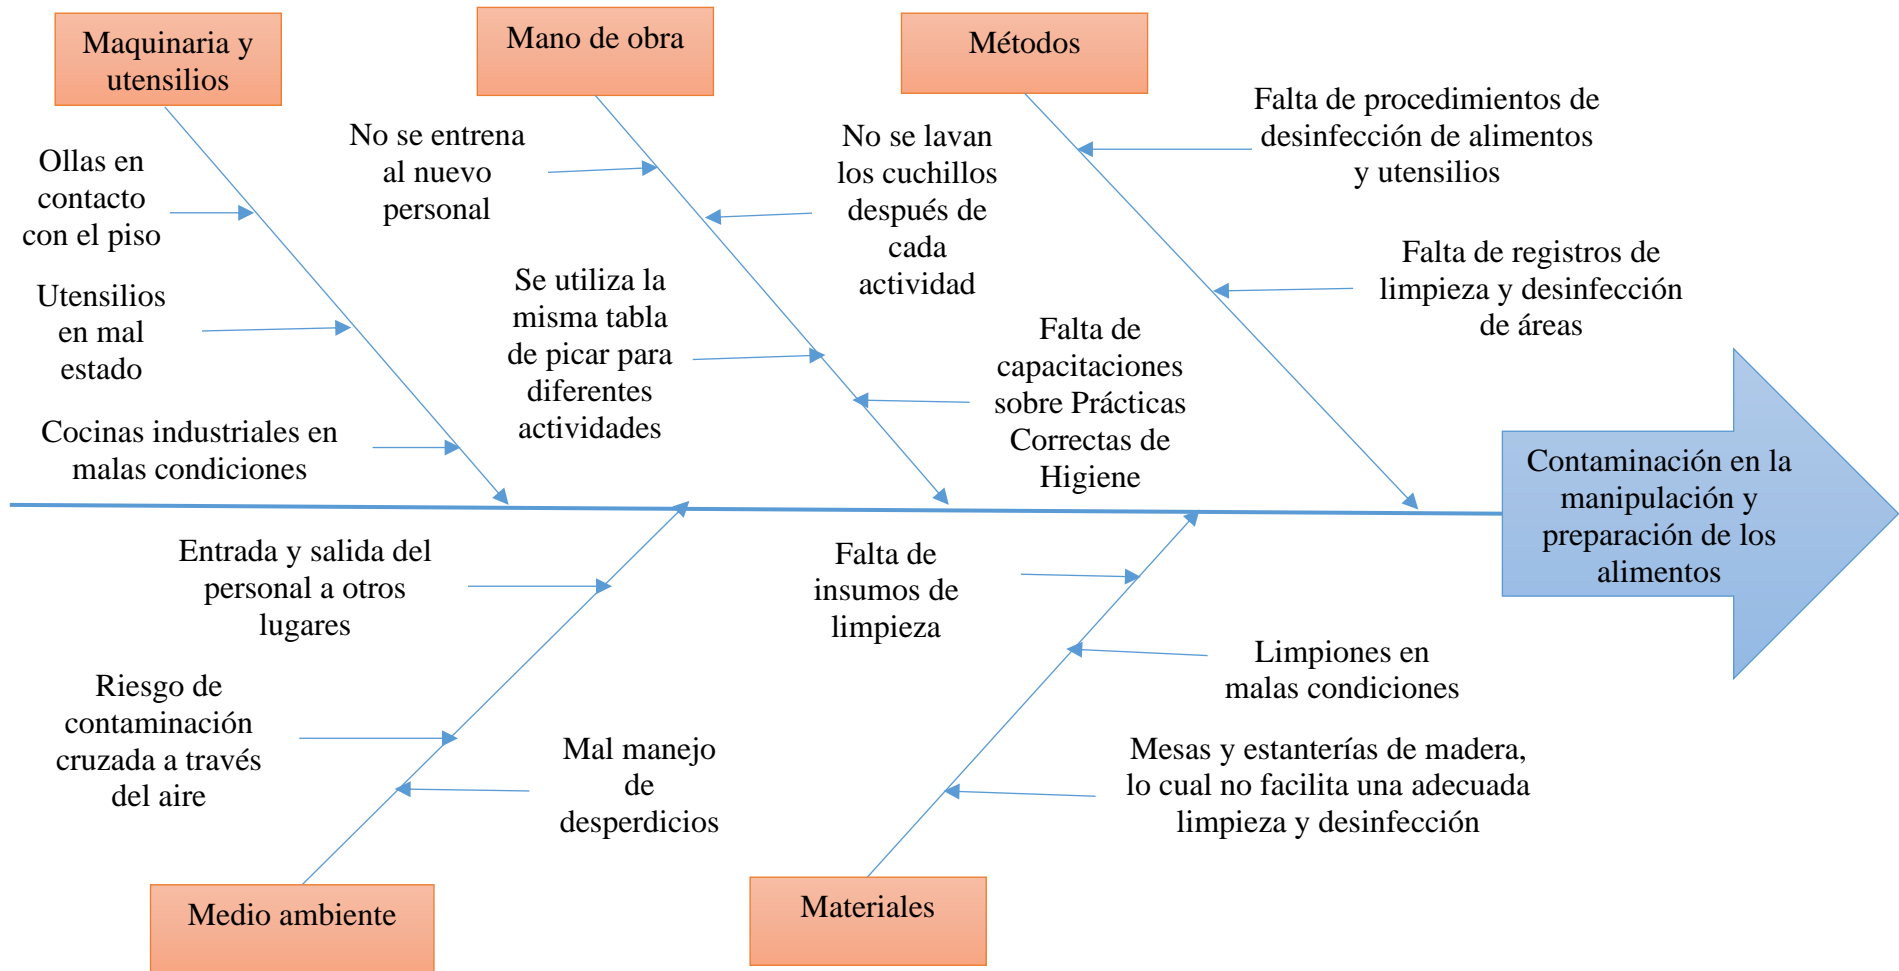 Maquinaria y
utensilios
Mano de obra
Métodos
Ollas en
contacto
con el piso
Utensilios
en mal
estado
Cocinas industriales en
malas condiciones
No se entrena
al nuevo
personal
No se lavan
los cuchillos
después de
cada
actividad
Se utiliza la
misma tabla
de picar para
diferentes
actividades
Falta de
capacitaciones
sobre Prácticas
Correctas de
Higiene
Falta de procedimientos de
desinfección de alimentos
y utensilios
Falta de registros de
limpieza y desinfección
de áreas
Contaminación en la
manipulación y
preparación de los
alimentos
Entrada y salida del
personal a otros
lugares
Riesgo de
contaminación
cruzada a través
del aire
Mal manejo
de
desperdicios
Falta de
insumos de
limpieza
Limpiones en
malas condiciones
Mesas y estanterías de madera,
lo cual no facilita una adecuada
limpieza y desinfección
Medio ambiente
Materiales